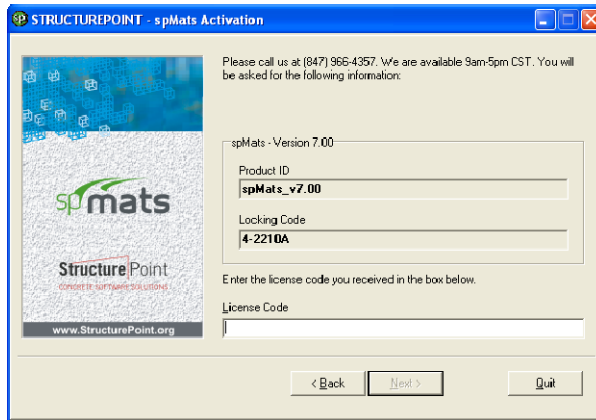 STRUCTUREPOINT - spMats Activation
Please call us at (847) 966-4357. We are available 9am-5pm CST. You will
be asked for the following information:
spMats - Version 7.00
Product ID
spMats_v7.00
Locking Code
4-2210A
Enter the license code you received in the box below.
License Code
spmats
StructurePoint
CONCRETE SOFTWARE SOLUTIONS
www.StructurePoint.org
< Back
Next >
Quit